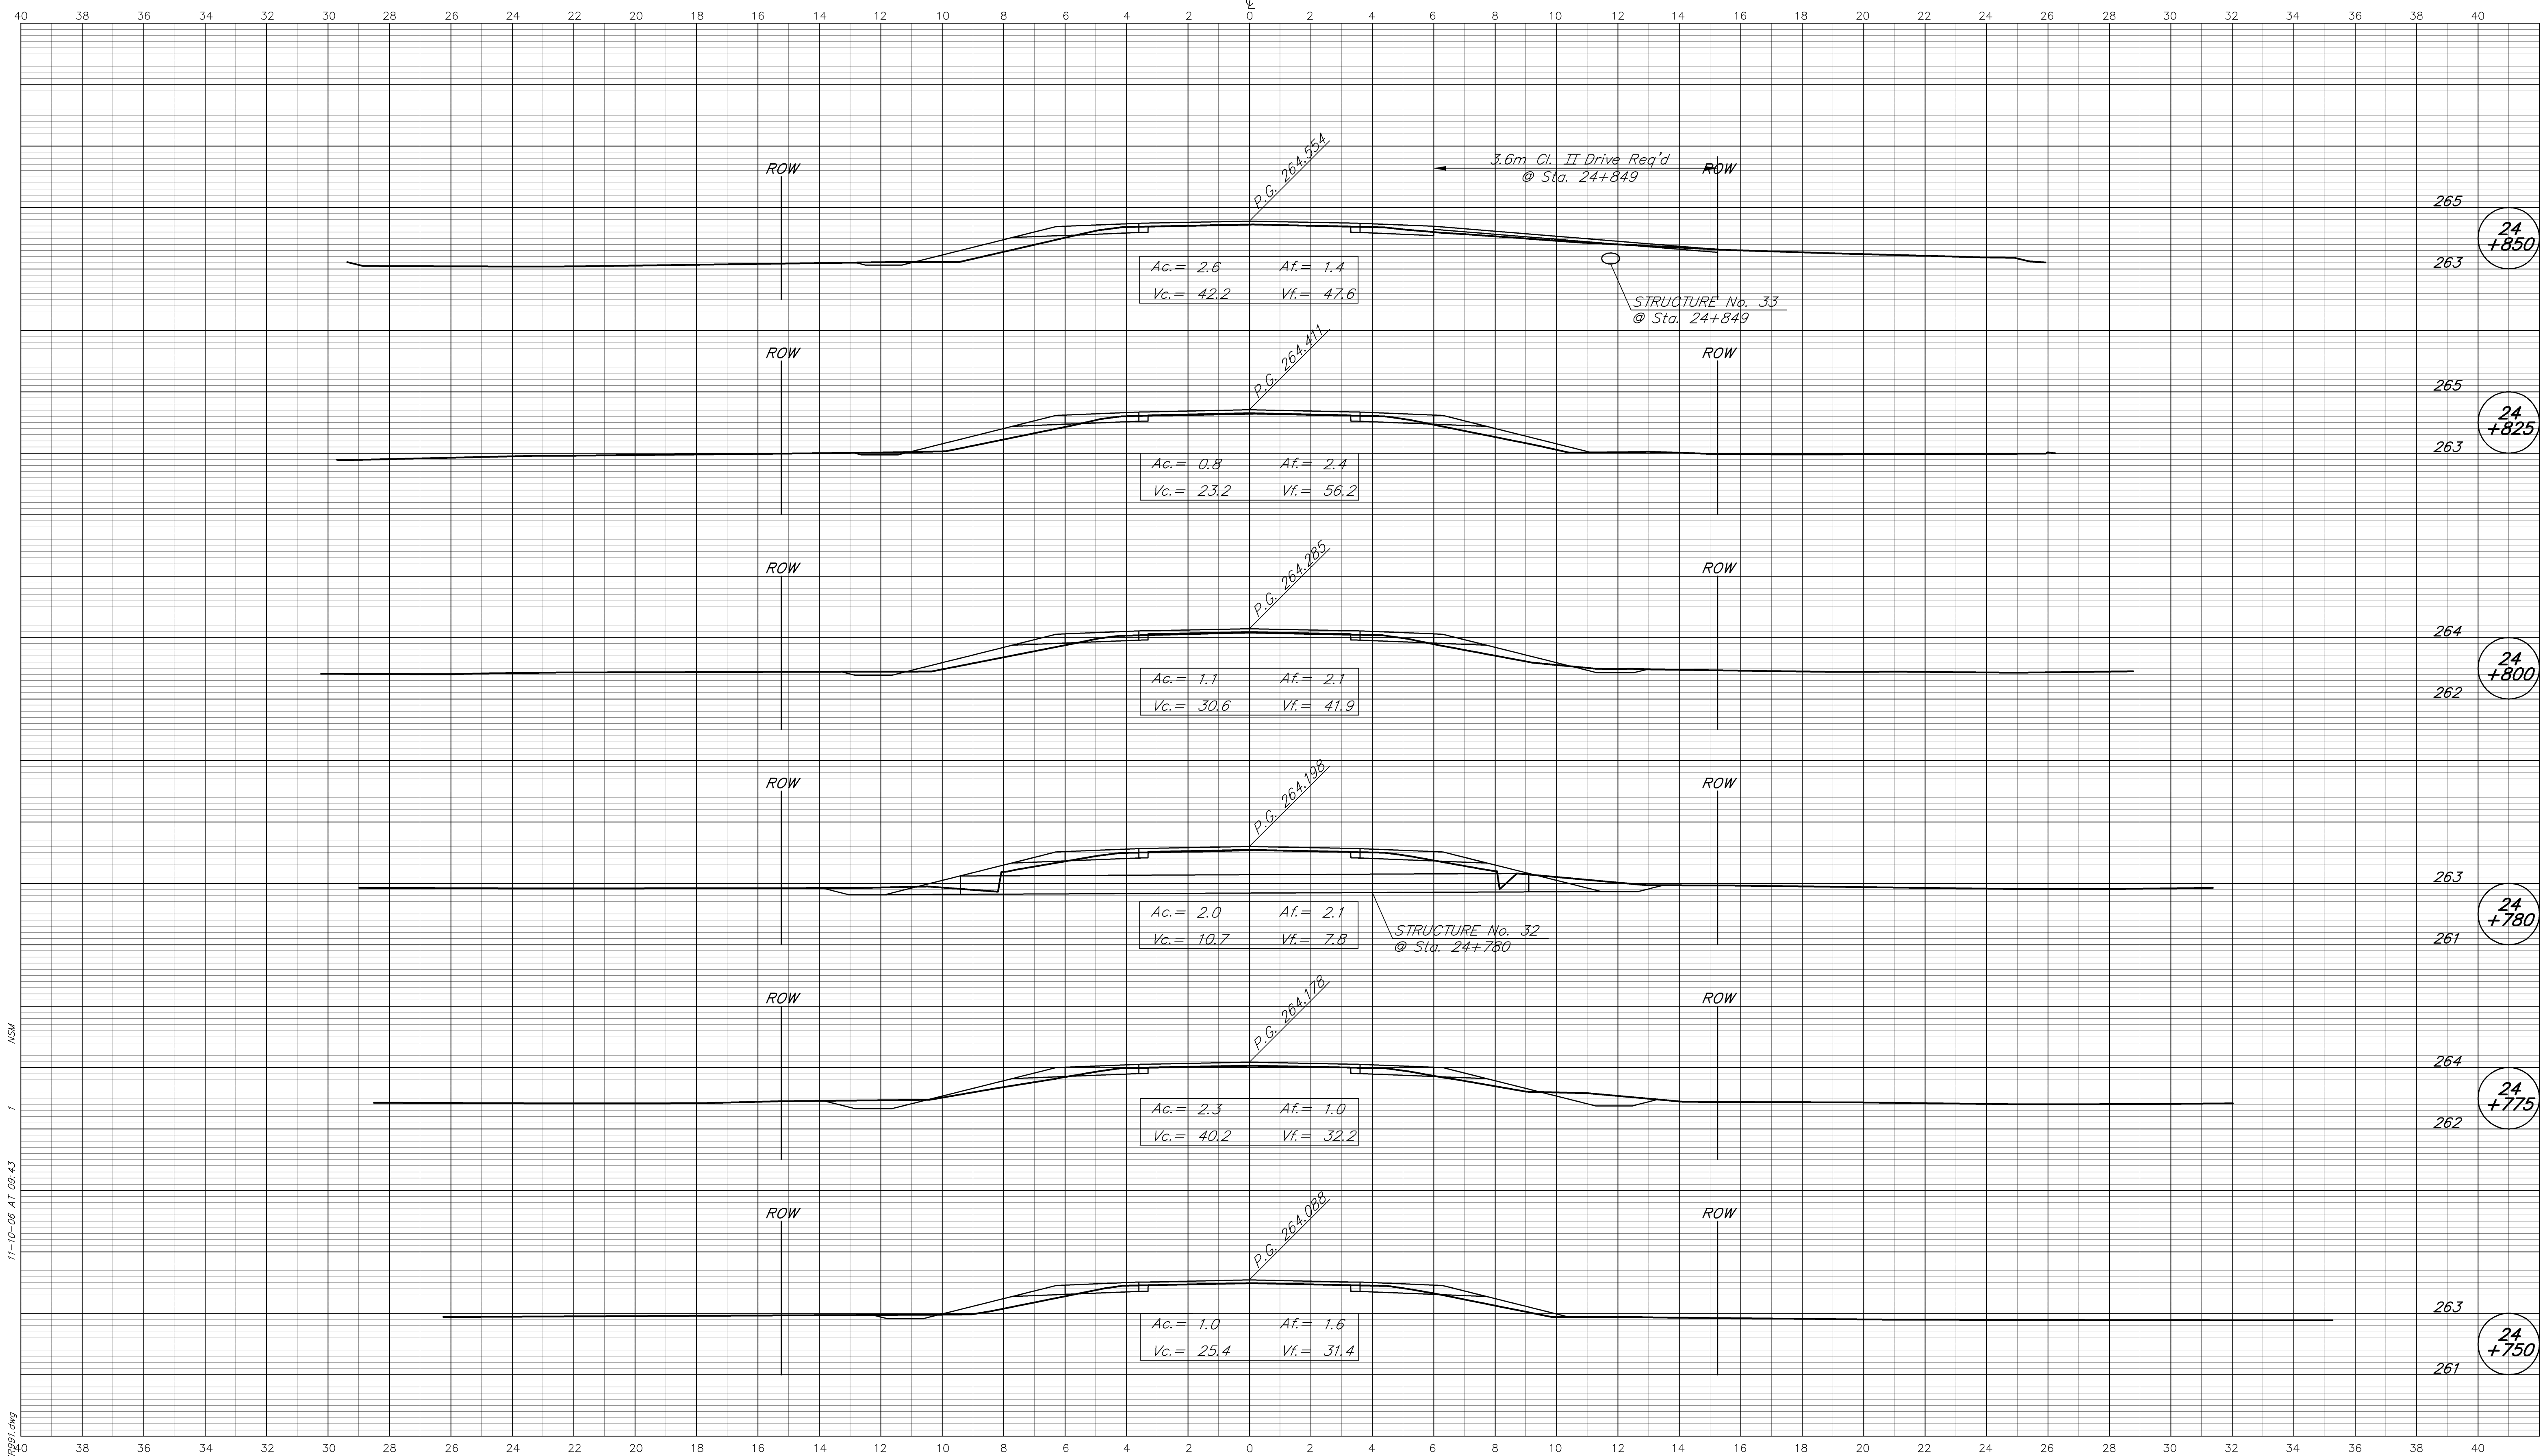 ℄
40 38 36 34 32 30 28 26 24 22 20 18 16 14 12 10 8 6 4 2 0 2 4 6 8 10 12 14 16 18 20 22 24 26 28 30 32 34 36 38 40
P.G. 264.554
ROW
3.6m Cl. II Drive Req'd
@ Sta. 24+849
ROW
265
24
+850
263
Ac.= 2.6 Af.= 1.4
Vc.= 42.2 Vf.= 47.6
STRUCTURE No. 33
@ Sta. 24+849
P.G. 264.411
ROW
ROW
265
24
+825
263
Ac.= 0.8 Af.= 2.4
Vc.= 23.2 Vf.= 56.2
P.G. 264.285
ROW
ROW
264
24
+800
262
Ac.= 1.1 Af.= 2.1
Vc.= 30.6 Vf.= 41.9
P.G. 264.198
ROW
ROW
263
24
+780
261
Ac.= 2.0 Af.= 2.1
Vc.= 10.7 Vf.= 7.8
STRUCTURE No. 32
@ Sta. 24+780
P.G. 264.178
ROW
ROW
264
24
+775
262
Ac.= 2.3 Af.= 1.0
Vc.= 40.2 Vf.= 32.2
P.G. 264.088
ROW
ROW
263
24
+750
261
Ac.= 1.0 Af.= 1.6
Vc.= 25.4 Vf.= 31.4
40 38 36 34 32 30 28 26 24 22 20 18 16 14 12 10 8 6 4 2 0 2 4 6 8 10 12 14 16 18 20 22 24 26 28 30 32 34 36 38 40
11-10-06 AT 09:43 1 NSM